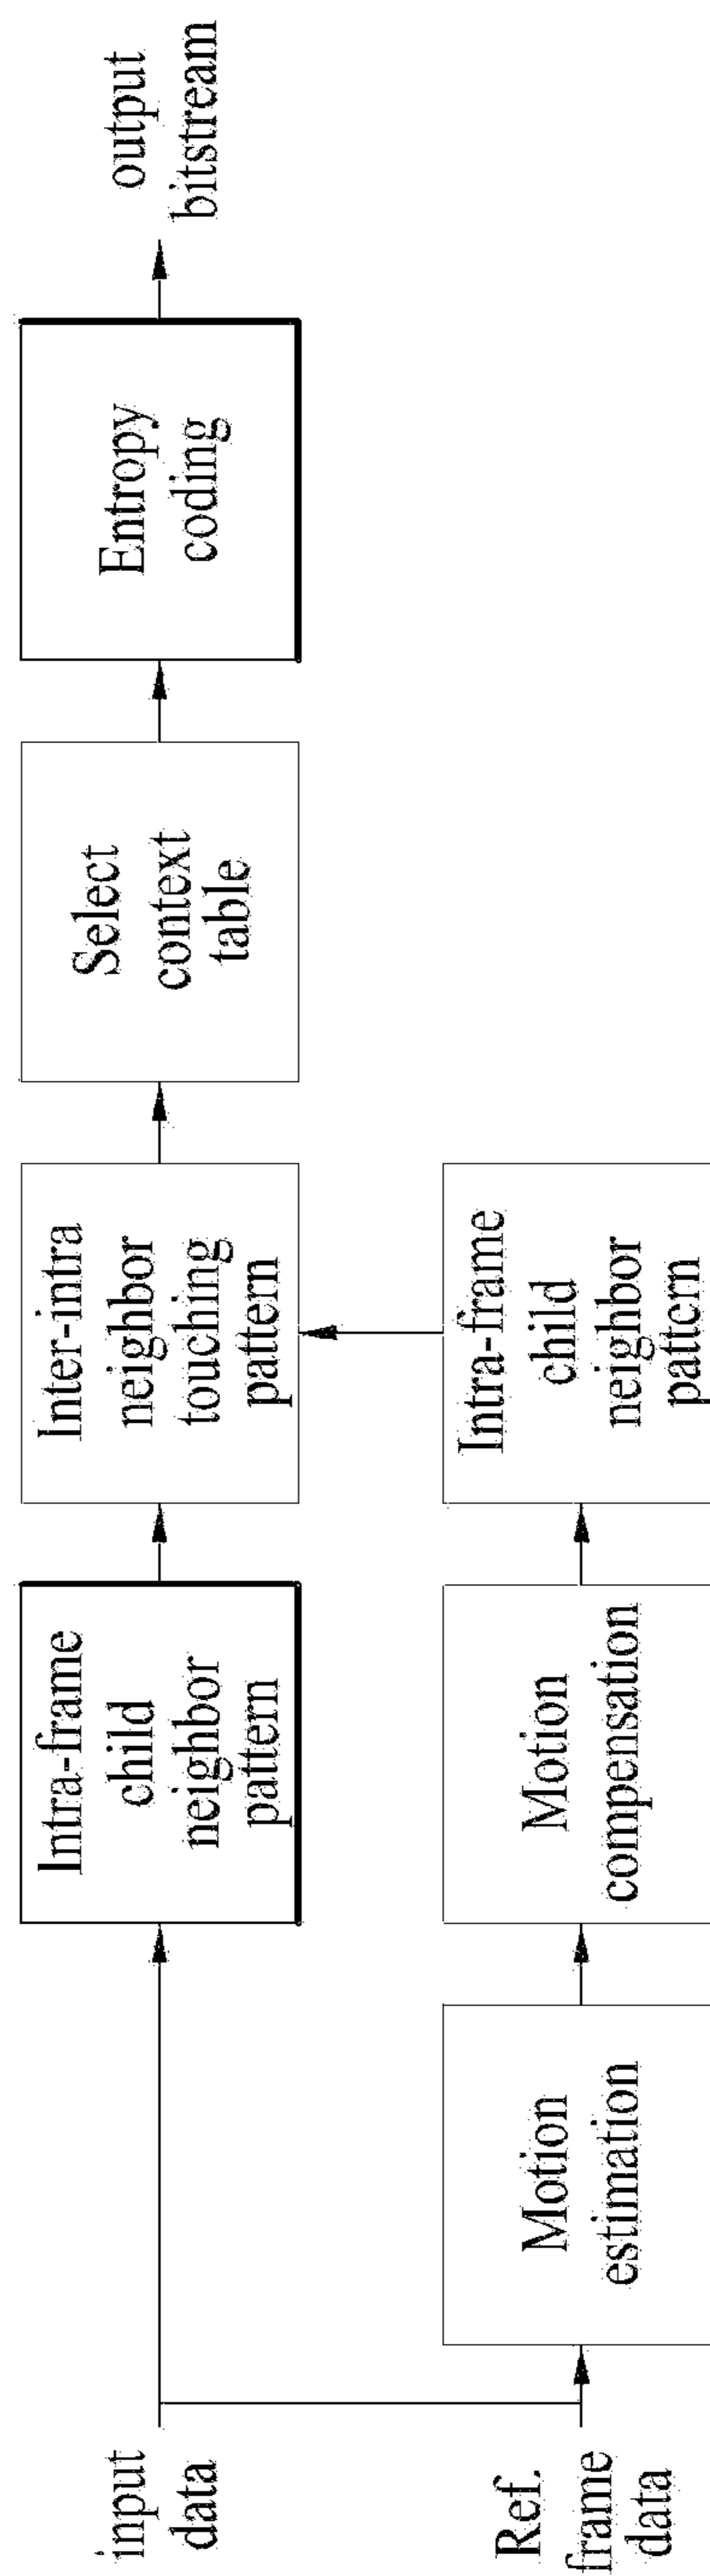 input
data
Intra-frame
child
neighbor
pattern
Inter-intra
neighbor
touching
pattern
Select
context
table
Entropy
coding
output
bitstream
Ref.
frame
data
Motion
estimation
Motion
compensation
Intra-frame
child
neighbor
pattern